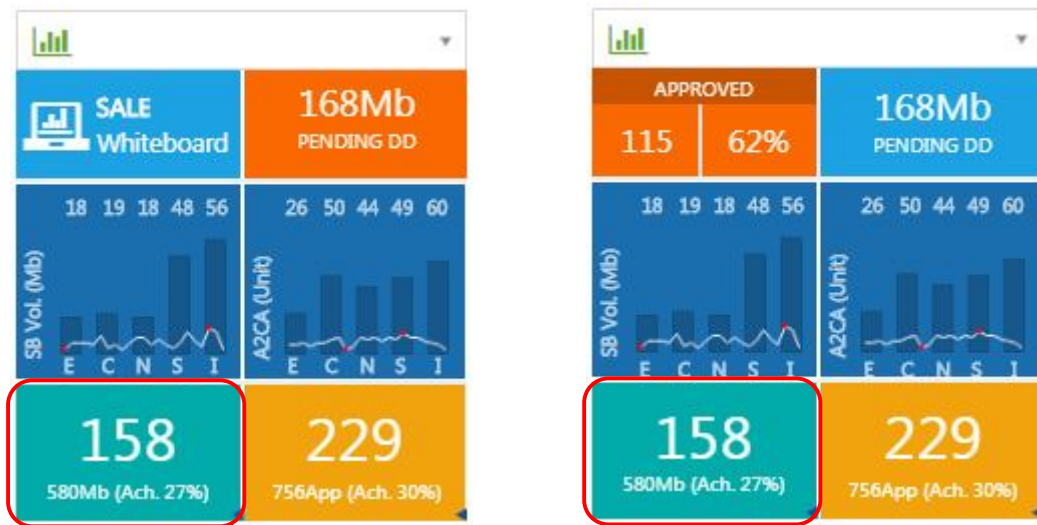 SALE
Whiteboard
168Mb
PENDING DD
18 19 18 48 56
SB Vol. (Mb)
E C N S I
26 50 44 49 60
A2CA (Unit)
E C N S I
158
580Mb (Ach. 27%)
229
756App (Ach. 30%)
APPROVED
115 62%
168Mb
PENDING DD
18 19 18 48 56
SB Vol. (Mb)
E C N S I
26 50 44 49 60
A2CA (Unit)
E C N S I
158
580Mb (Ach. 27%)
229
756App (Ach. 30%)